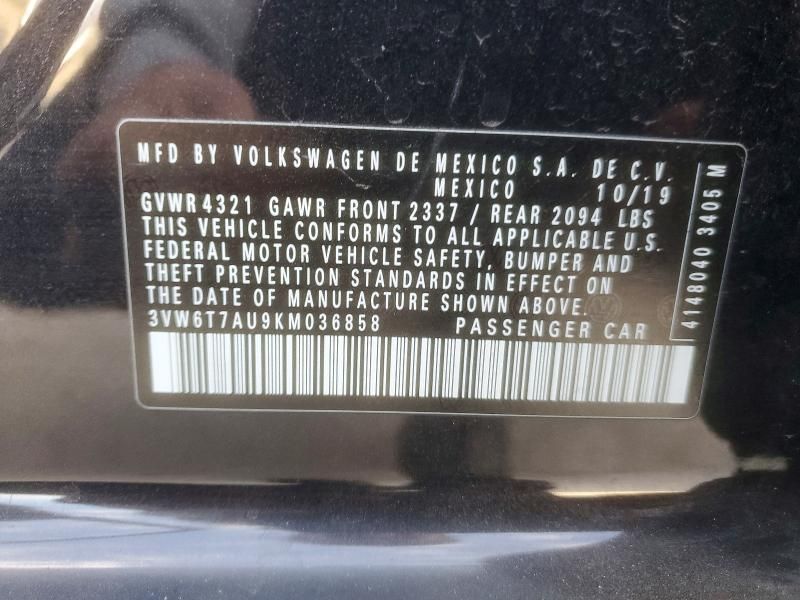 MFD BY VOLKSWAGEN DE MEXICO S.A. DE C.V.
MEXICO 10/19
GVWR 4321 GAWR FRONT 2337 / REAR 2094 LBS
THIS VEHICLE CONFORMS TO ALL APPLICABLE U.S.
FEDERAL MOTOR VEHICLE SAFETY, BUMPER AND
THEFT PREVENTION STANDARDS IN EFFECT ON
THE DATE OF MANUFACTURE SHOWN ABOVE.
3VW6T7AU9KM036858 PASSENGER CAR
4148040 3405 M